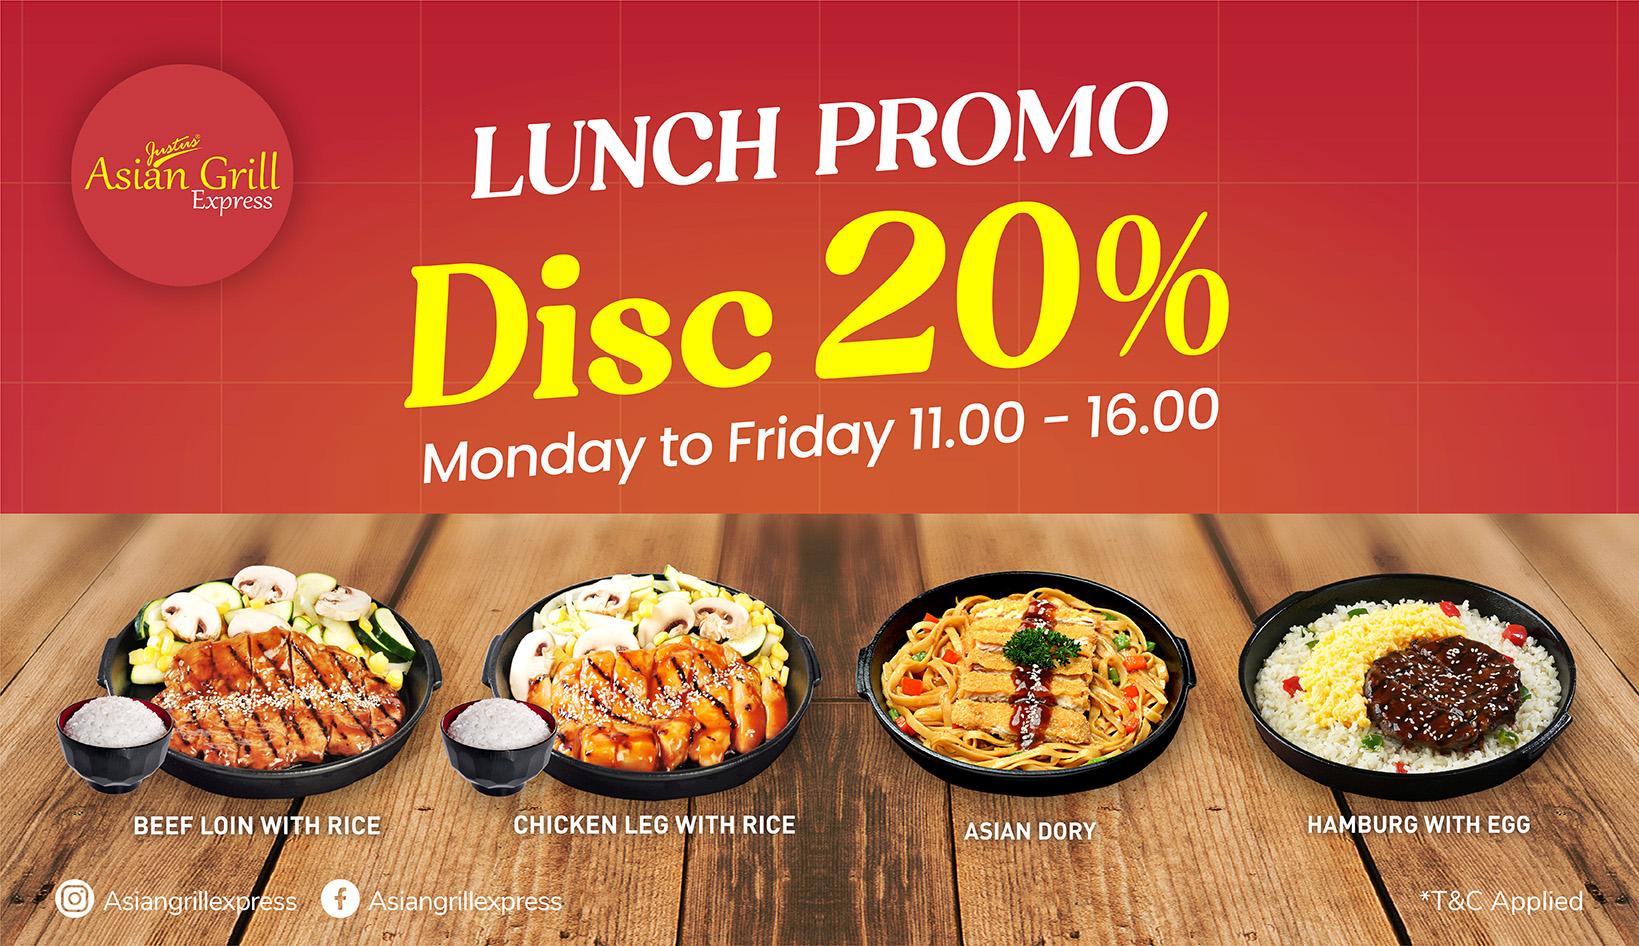 Justus®
Asian Grill
Express
LUNCH PROMO
Disc 20%
Monday to Friday 11.00 - 16.00
BEEF LOIN WITH RICE
CHICKEN LEG WITH RICE
ASIAN DORY
HAMBURG WITH EGG
Asiangrillexpress
Asiangrillexpress
*T&C Applied